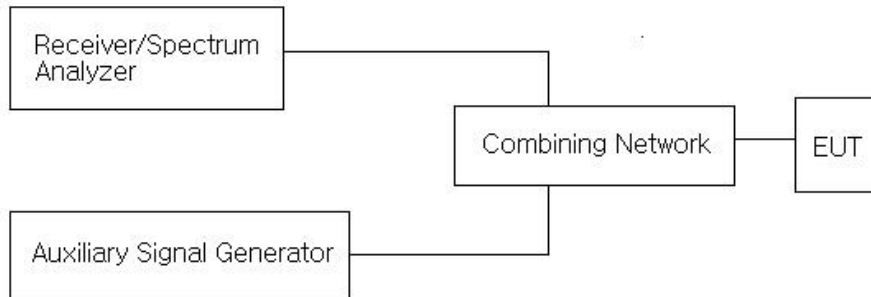 Receiver/Spectrum
Analyzer
Combining Network
EUT
Auxiliary Signal Generator